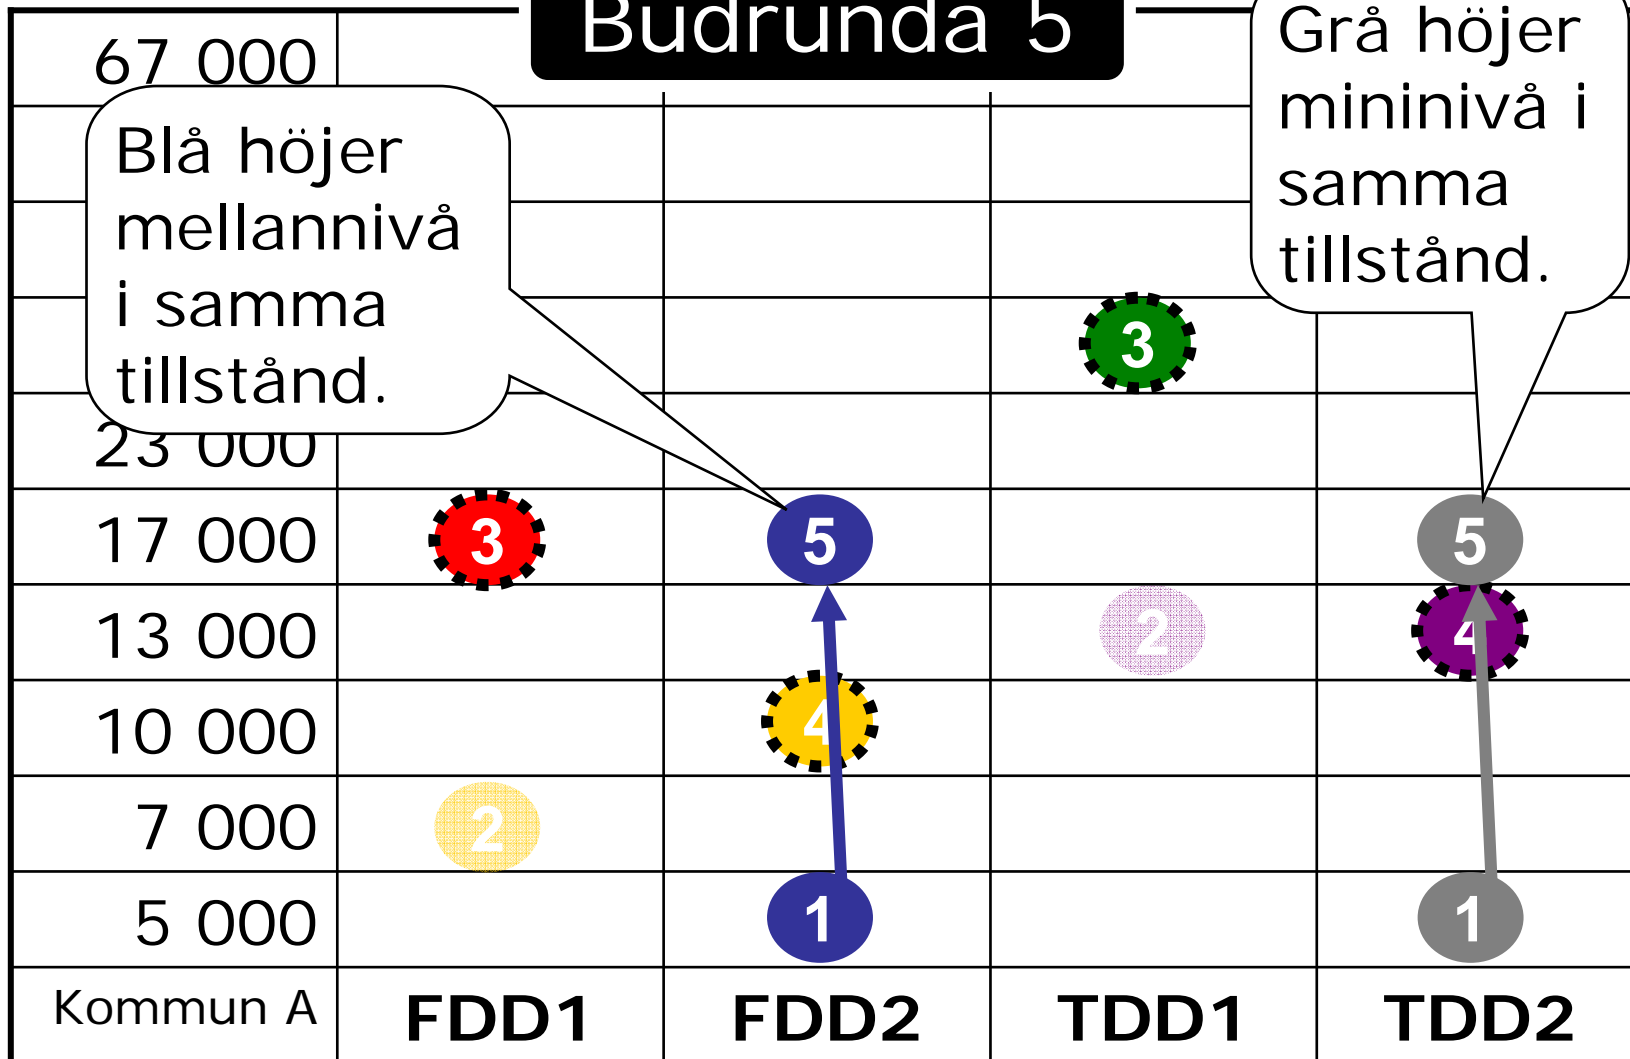 Budrunda 5
Grå höjer
mininivå i
samma
tillstånd.
67 000
Blå höjer
mellannivå
i samma
tillstånd.
3
23 000
17 000 3 5 5
13 000 2 4
10 000 4
7 000 2
5 000 1 1
Kommun A FDD1 FDD2 TDD1 TDD2